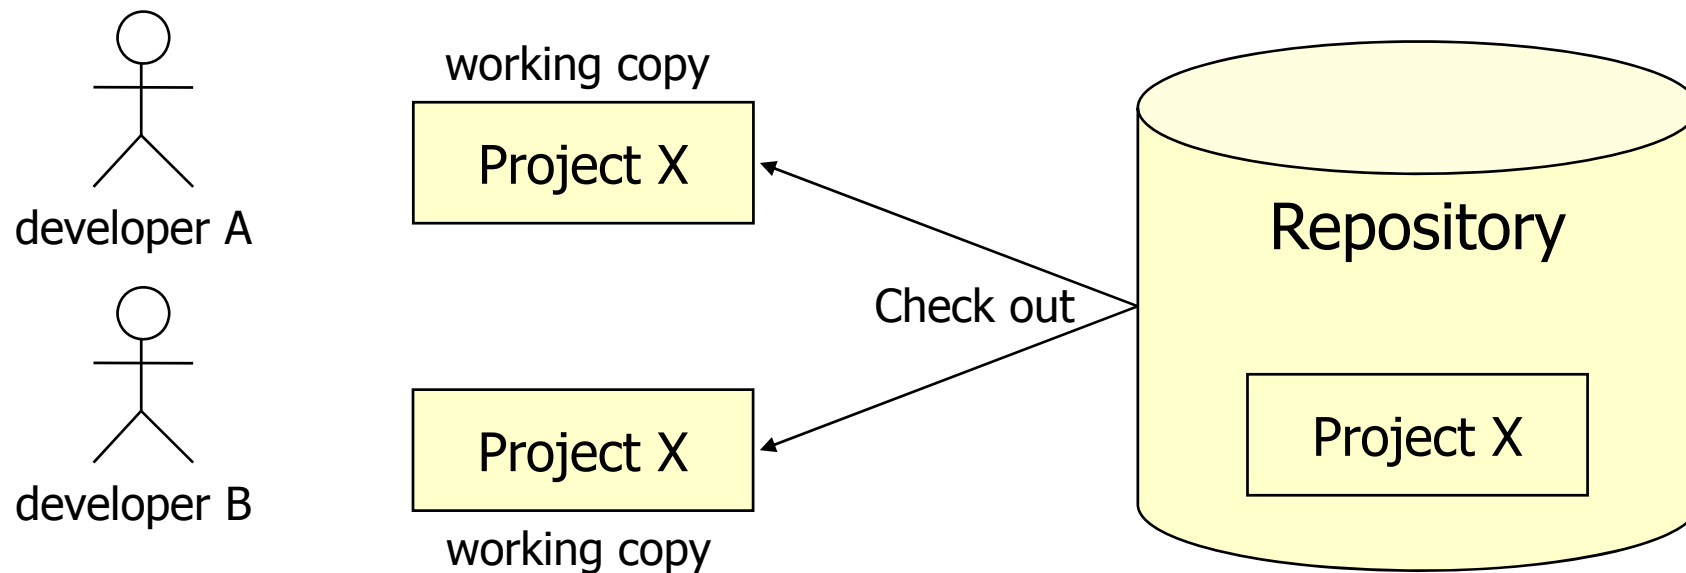 working copy
Project X
developer A
Repository
Check out
Project X
Project X
developer B
working copy